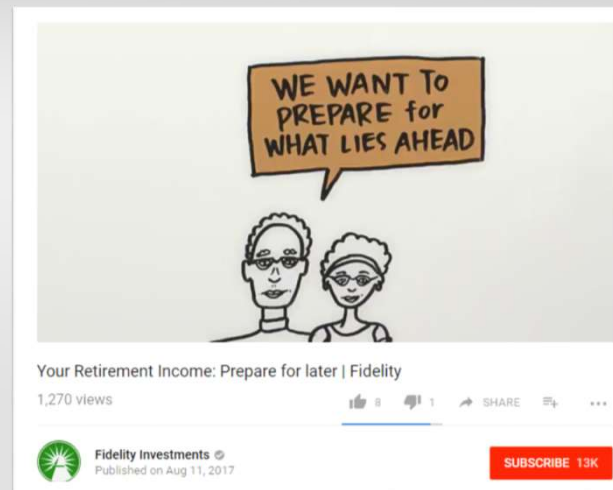 WE WANT TO
PREPARE for
WHAT LIES AHEAD
Your Retirement Income: Prepare for later | Fidelity
1,270 views
8 1 SHARE
Fidelity Investments
Published on Aug 11, 2017
SUBSCRIBE 13K